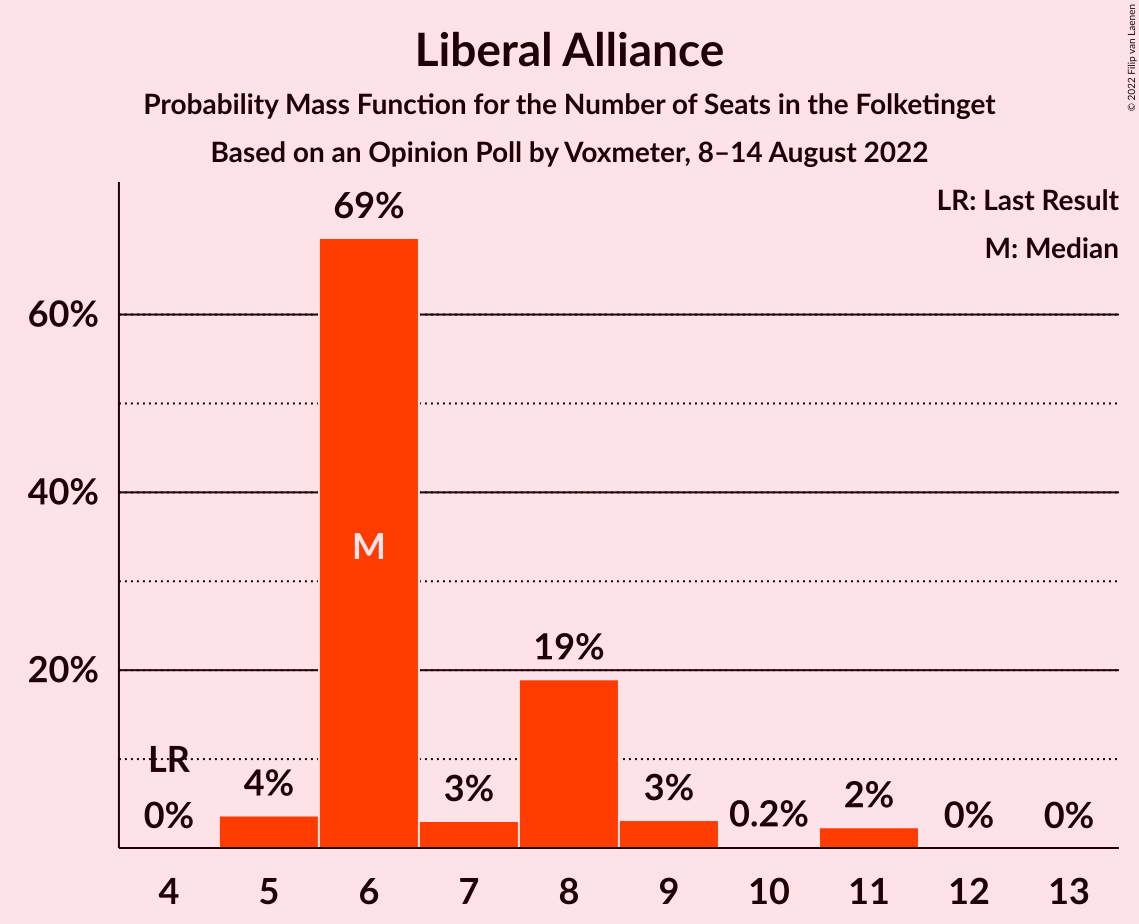 Liberal Alliance
Probability Mass Function for the Number of Seats in the Folketinget
Based on an Opinion Poll by Voxmeter, 8–14 August 2022
© 2022 Filip van Laenen
LR: Last Result
M: Median
60%
40%
20%
LR
0%
4%
69%
M
3%
19%
3%
0.2%
2%
0%
0%
4 5 6 7 8 9 10 11 12 13